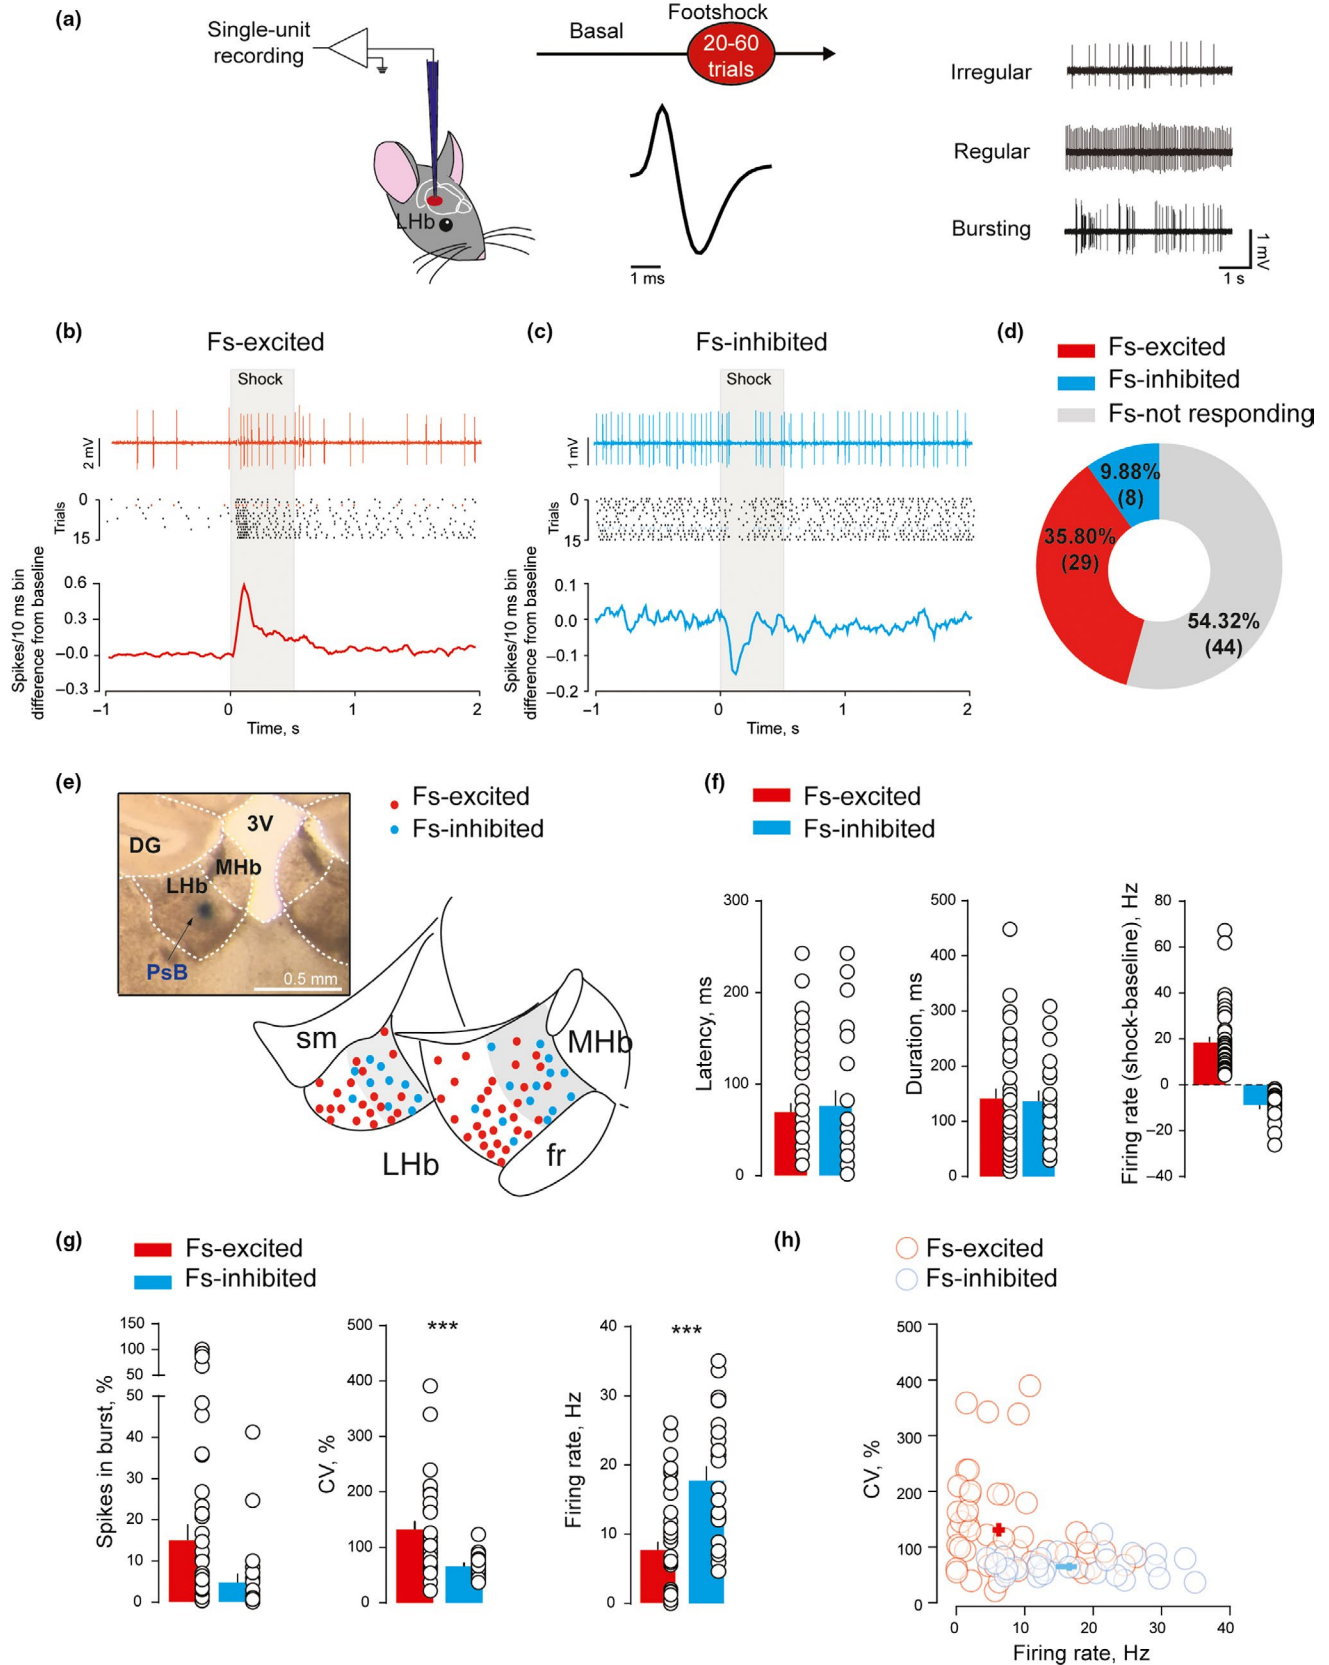 (a)
Single-unit
recording
LHb
Basal
Footshock
20-60
trials
1 ms
Irregular
Regular
Bursting
1 mV
1 s
(b)
Fs-excited
Shock
2 mV
Trials
0
15
Spikes/10 ms bin
difference from baseline
0.6
0.3
−0.0
−0.3
−1
0
1
2
Time, s
(c)
Fs-inhibited
Shock
1 mV
Trials
0
15
Spikes/10 ms bin
difference from baseline
0.1
0.0
−0.1
−0.2
−1
0
1
2
Time, s
(d)
Fs-excited
Fs-inhibited
Fs-not responding
9.88%
(8)
35.80%
(29)
54.32%
(44)
(e)
DG
3V
MHb
LHb
PsB
0.5 mm
Fs-excited
Fs-inhibited
sm
MHb
LHb
fr
(f)
Fs-excited
Fs-inhibited
Latency, ms
300
200
100
0
Duration, ms
500
400
300
200
100
0
Firing rate (shock-baseline), Hz
80
60
40
20
0
−20
−40
(g)
Fs-excited
Fs-inhibited
Spikes in burst, %
150
100
50
50
40
30
20
10
0
CV, %
500
400
300
200
100
0
***
Firing rate, Hz
40
30
20
10
0
***
(h)
Fs-excited
Fs-inhibited
CV, %
500
400
300
200
100
0
0
10
20
30
40
Firing rate, Hz